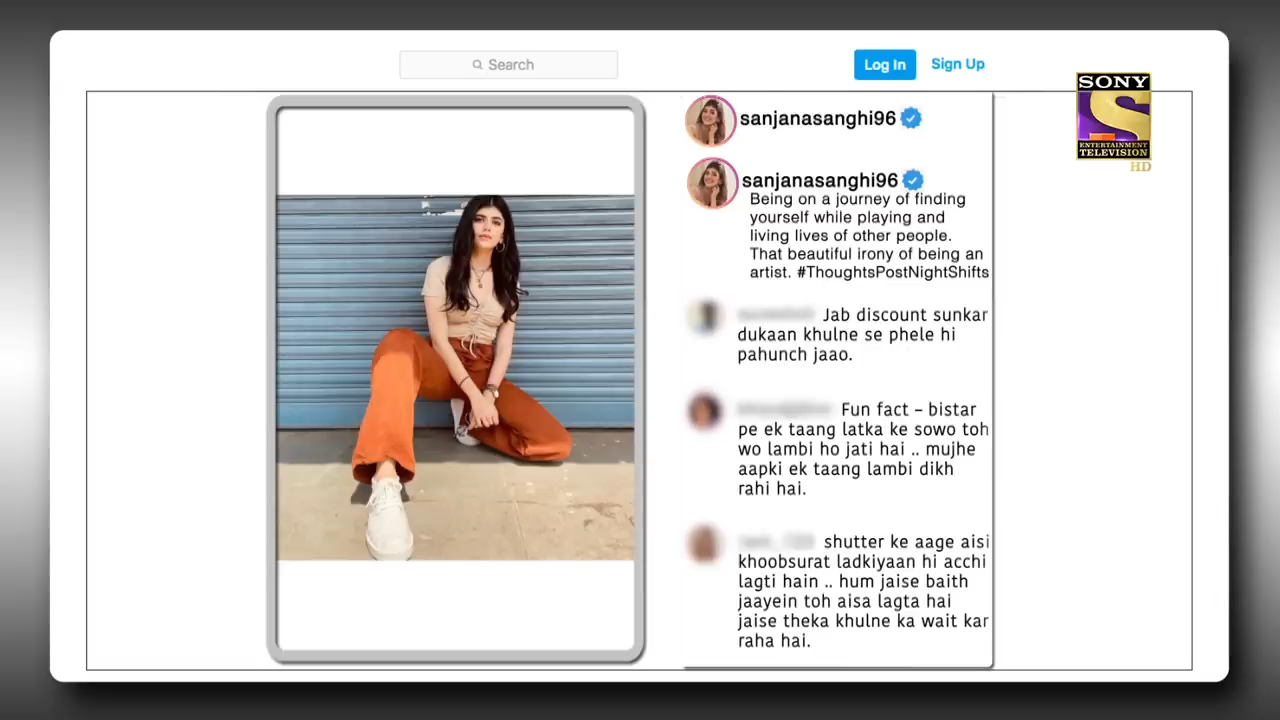 Search
Log In
Sign Up
SONY
ENTERTAINMENT
TELEVISION
HD
sanjanasanghi96
sanjanasanghi96
Being on a journey of finding
yourself while playing and
living lives of other people.
That beautiful irony of being an
artist. #ThoughtsPostNightShifts
Jab discount sunkar
dukaan khulne se phele hi
pahunch jaao.
Fun fact – bistar
pe ek taang latka ke sowo toh
wo lambi ho jati hai .. mujhe
aapki ek taang lambi dikh
rahi hai.
shutter ke aage aisi
khoobsurat ladkiyaan hi acchi
lagti hain .. hum jaise baith
jaayein toh aisa lagta hai
jaise theka khulne ka wait kar
raha hai.